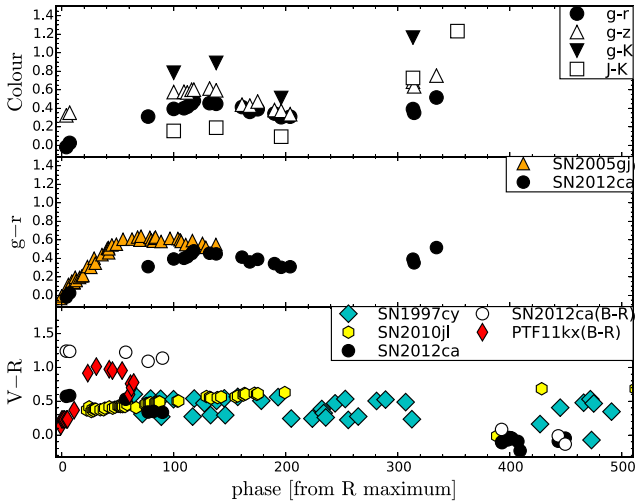 1.4
1.2
1.0
0.8
0.6
0.4
0.2
0.0
Colour
g-r
g-z
g-K
J-K
1.4
1.2
1.0
0.8
0.6
0.4
0.2
0.0
g−r
SN2005gj
SN2012ca
1.5
1.0
0.5
0.0
V−R
SN1997cy
SN2010jl
SN2012ca
SN2012ca(B-R)
PTF11kx(B-R)
0 100 200 300 400 500
phase [from R maximum]